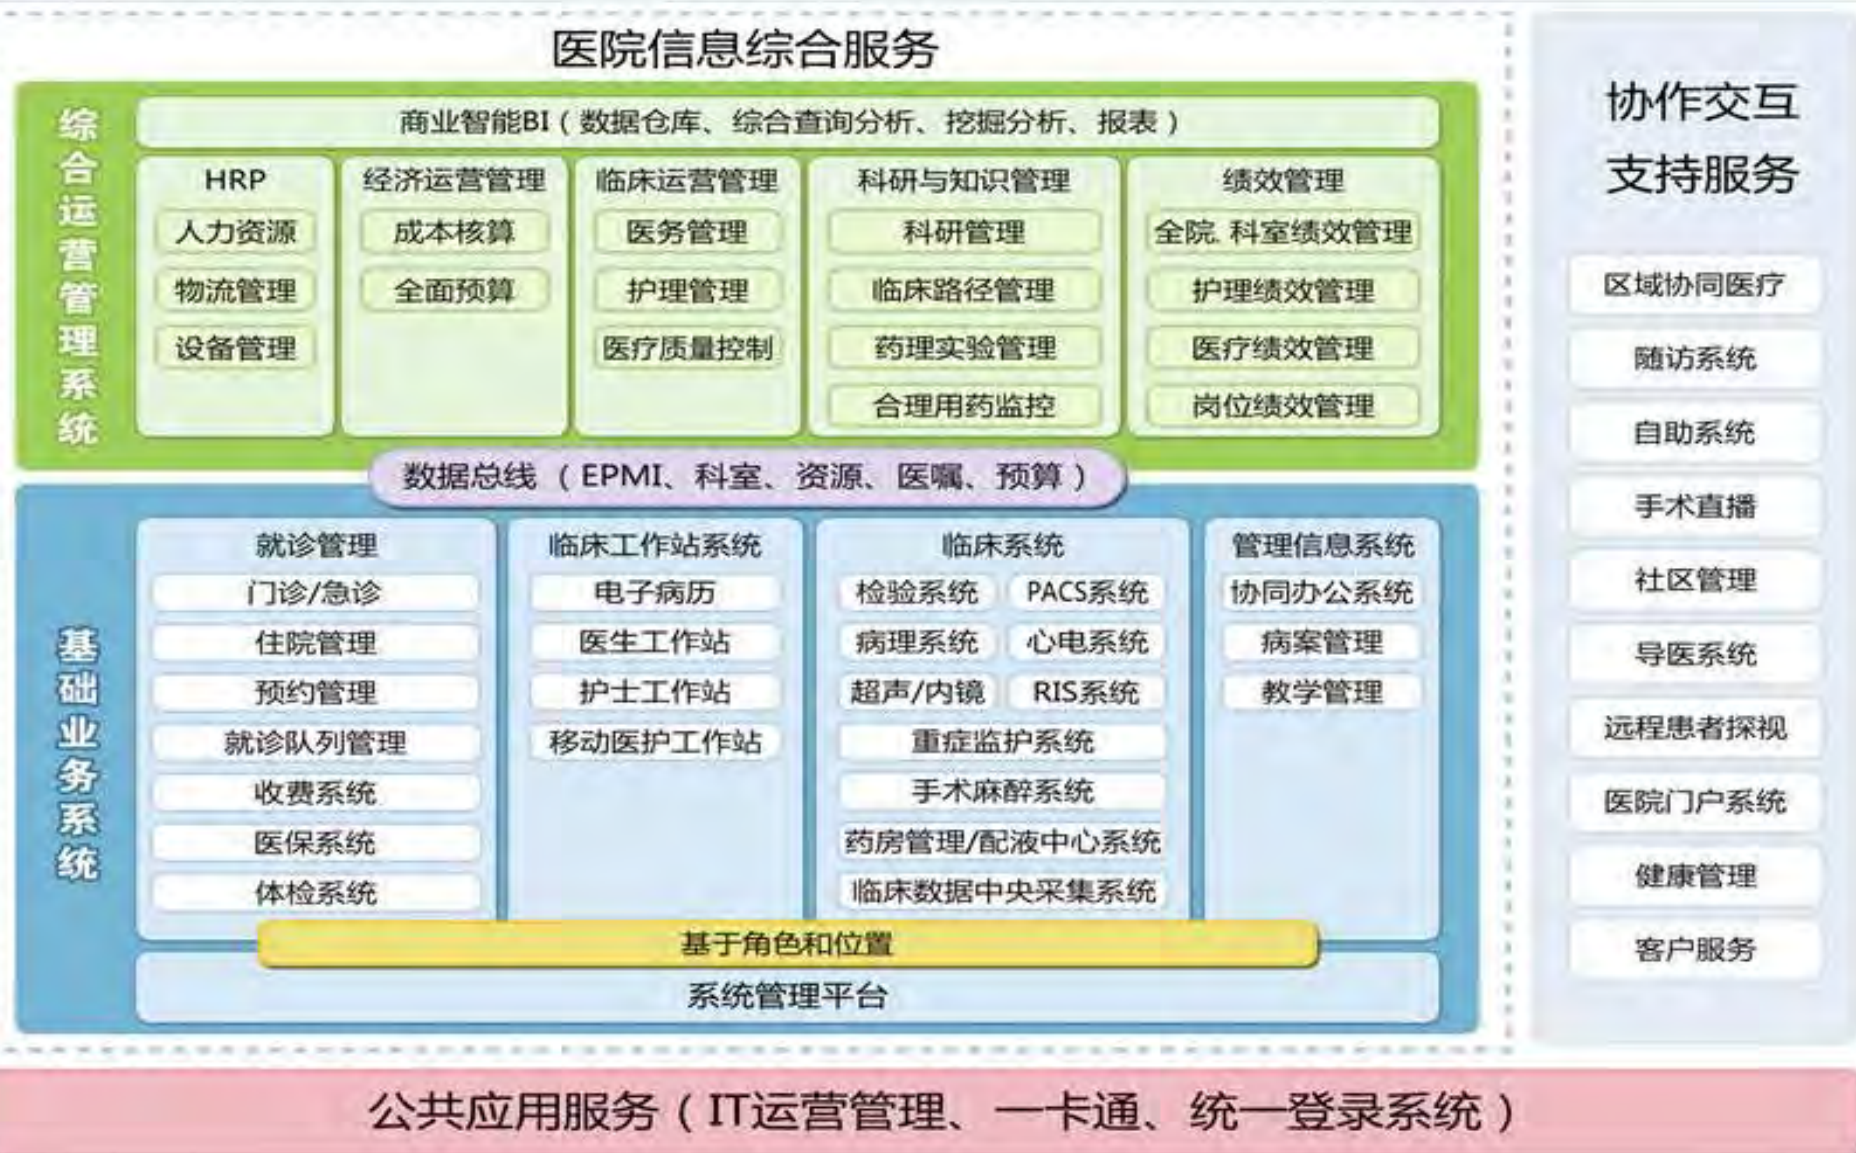 医院信息综合服务
综合运营管理系统
商业智能BI（数据仓库、综合查询分析、挖掘分析、报表）
HRP
人力资源
物流管理
设备管理
经济运营管理
成本核算
全面预算
临床运营管理
医务管理
护理管理
医疗质量控制
科研与知识管理
科研管理
临床路径管理
药理实验管理
合理用药监控
绩效管理
全院、科室绩效管理
护理绩效管理
医疗绩效管理
岗位绩效管理
数据总线（EPMI、科室、资源、医嘱、预算）
基础业务系统
就诊管理
门诊/急诊
住院管理
预约管理
就诊队列管理
收费系统
医保系统
体检系统
临床工作站系统
电子病历
医生工作站
护士工作站
移动医护工作站
临床系统
检验系统 PACS系统
病理系统 心电系统
超声/内镜 RIS系统
重症监护系统
手术麻醉系统
药房管理/配液中心系统
临床数据中央采集系统
管理信息系统
协同办公系统
病案管理
教学管理
基于角色和位置
系统管理平台
协作交互
支持服务
区域协同医疗
随访系统
自助系统
手术直播
社区管理
导医系统
远程患者探视
医院门户系统
健康管理
客户服务
公共应用服务（IT运营管理、一卡通、统一登录系统）